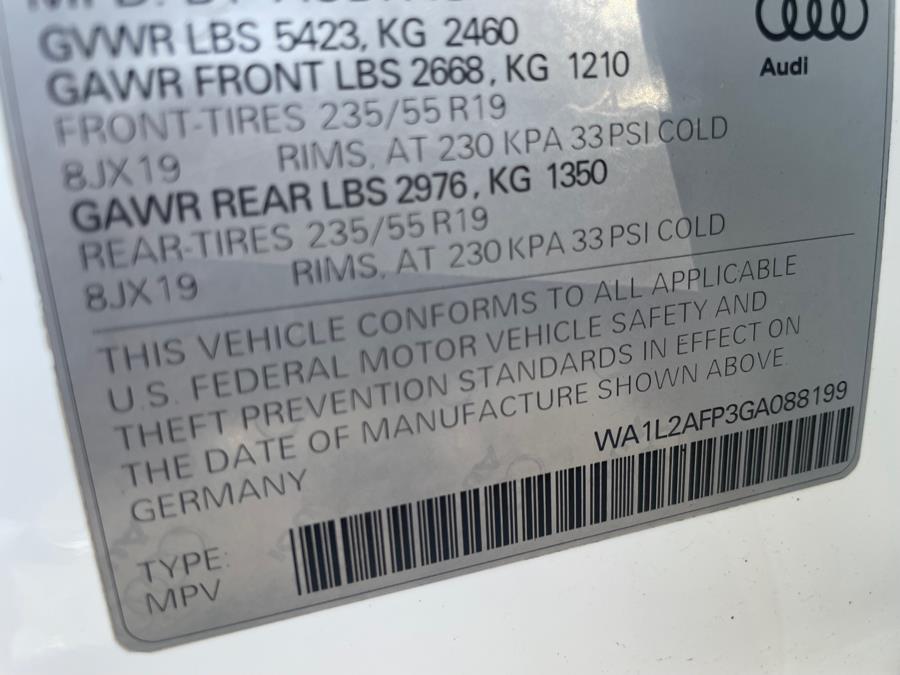 GVWR LBS 5423, KG 2460
GAWR FRONT LBS 2668, KG 1210
FRONT-TIRES 235/55 R19
8JX19 RIMS, AT 230 KPA 33 PSI COLD
GAWR REAR LBS 2976, KG 1350
REAR-TIRES 235/55 R19
8JX19 RIMS, AT 230 KPA 33 PSI COLD
Audi
THIS VEHICLE CONFORMS TO ALL APPLICABLE
U.S. FEDERAL MOTOR VEHICLE SAFETY AND
THEFT PREVENTION STANDARDS IN EFFECT ON
THE DATE OF MANUFACTURE SHOWN ABOVE.
GERMANY
WA1L2AFP3GA088199
TYPE:
MPV